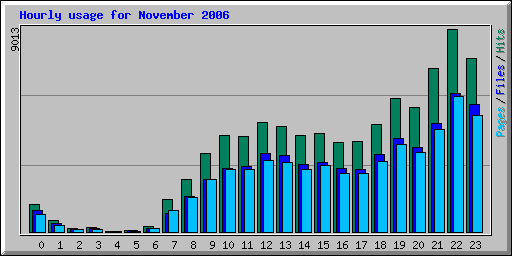 Hourly usage for November 2006
9013
Pages / Files / Hits
0 1 2 3 4 5 6 7 8 9 10 11 12 13 14 15 16 17 18 19 20 21 22 23